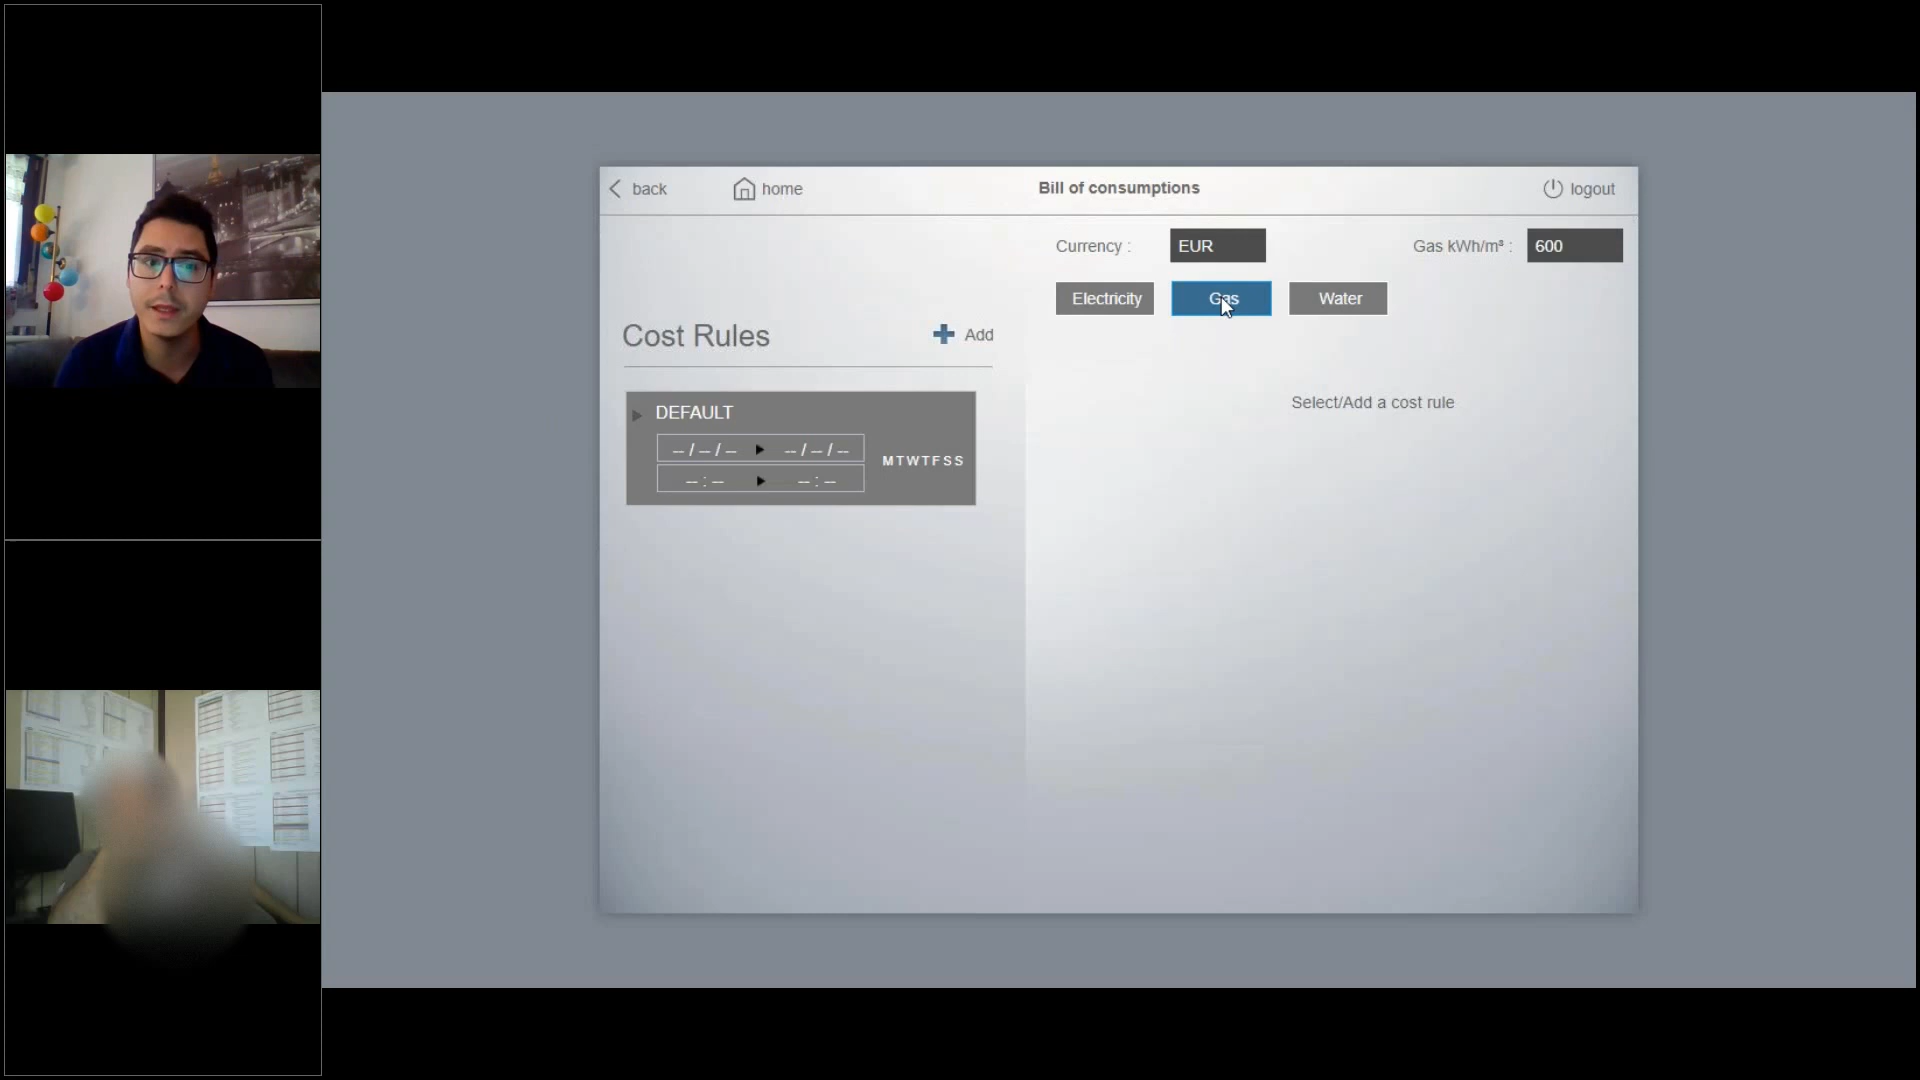 back
home
Bill of consumptions
logout
Currency :
EUR
Gas kWh/m³ :
600
Electricity
Gas
Water
Cost Rules
Add
DEFAULT
-- / -- / -- ▶ -- / -- / --
MTWTFSS
-- : -- ▶ -- : --
Select/Add a cost rule